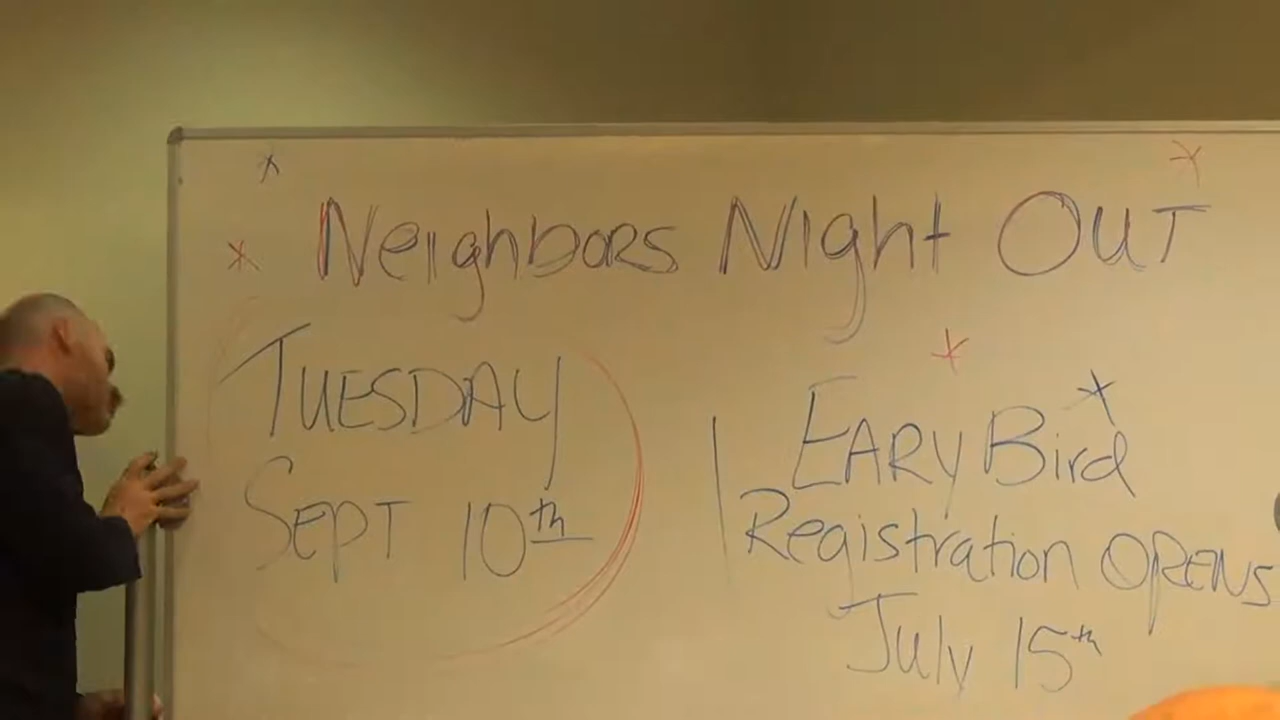 Neighbors Night OUT
TUESDAY
SEPT 10th
EARY Bird
Registration OPENS
July 15th